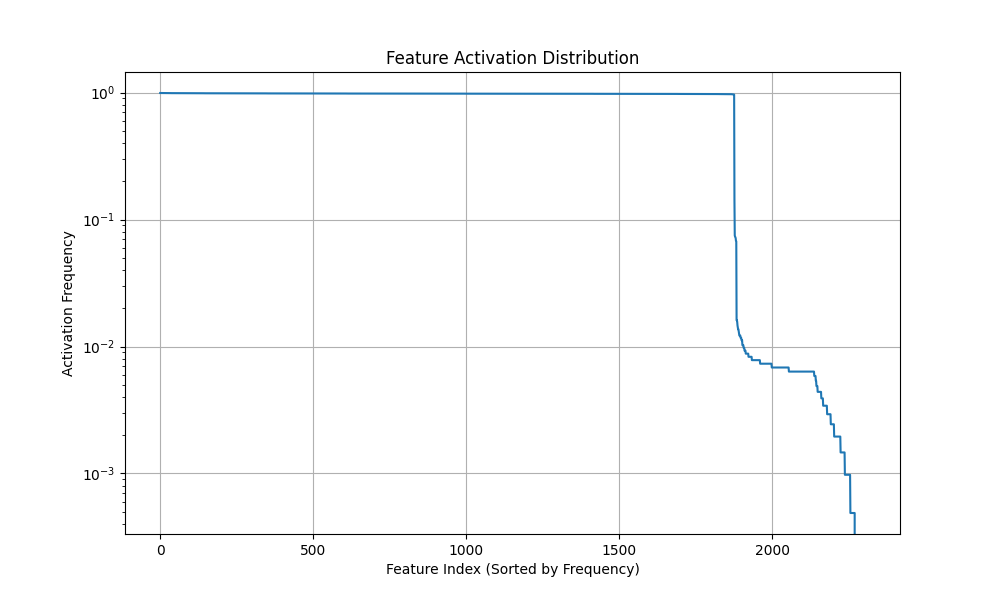 Feature Activation Distribution
10⁰
10⁻¹
10⁻²
10⁻³
Activation Frequency
0 500 1000 1500 2000
Feature Index (Sorted by Frequency)